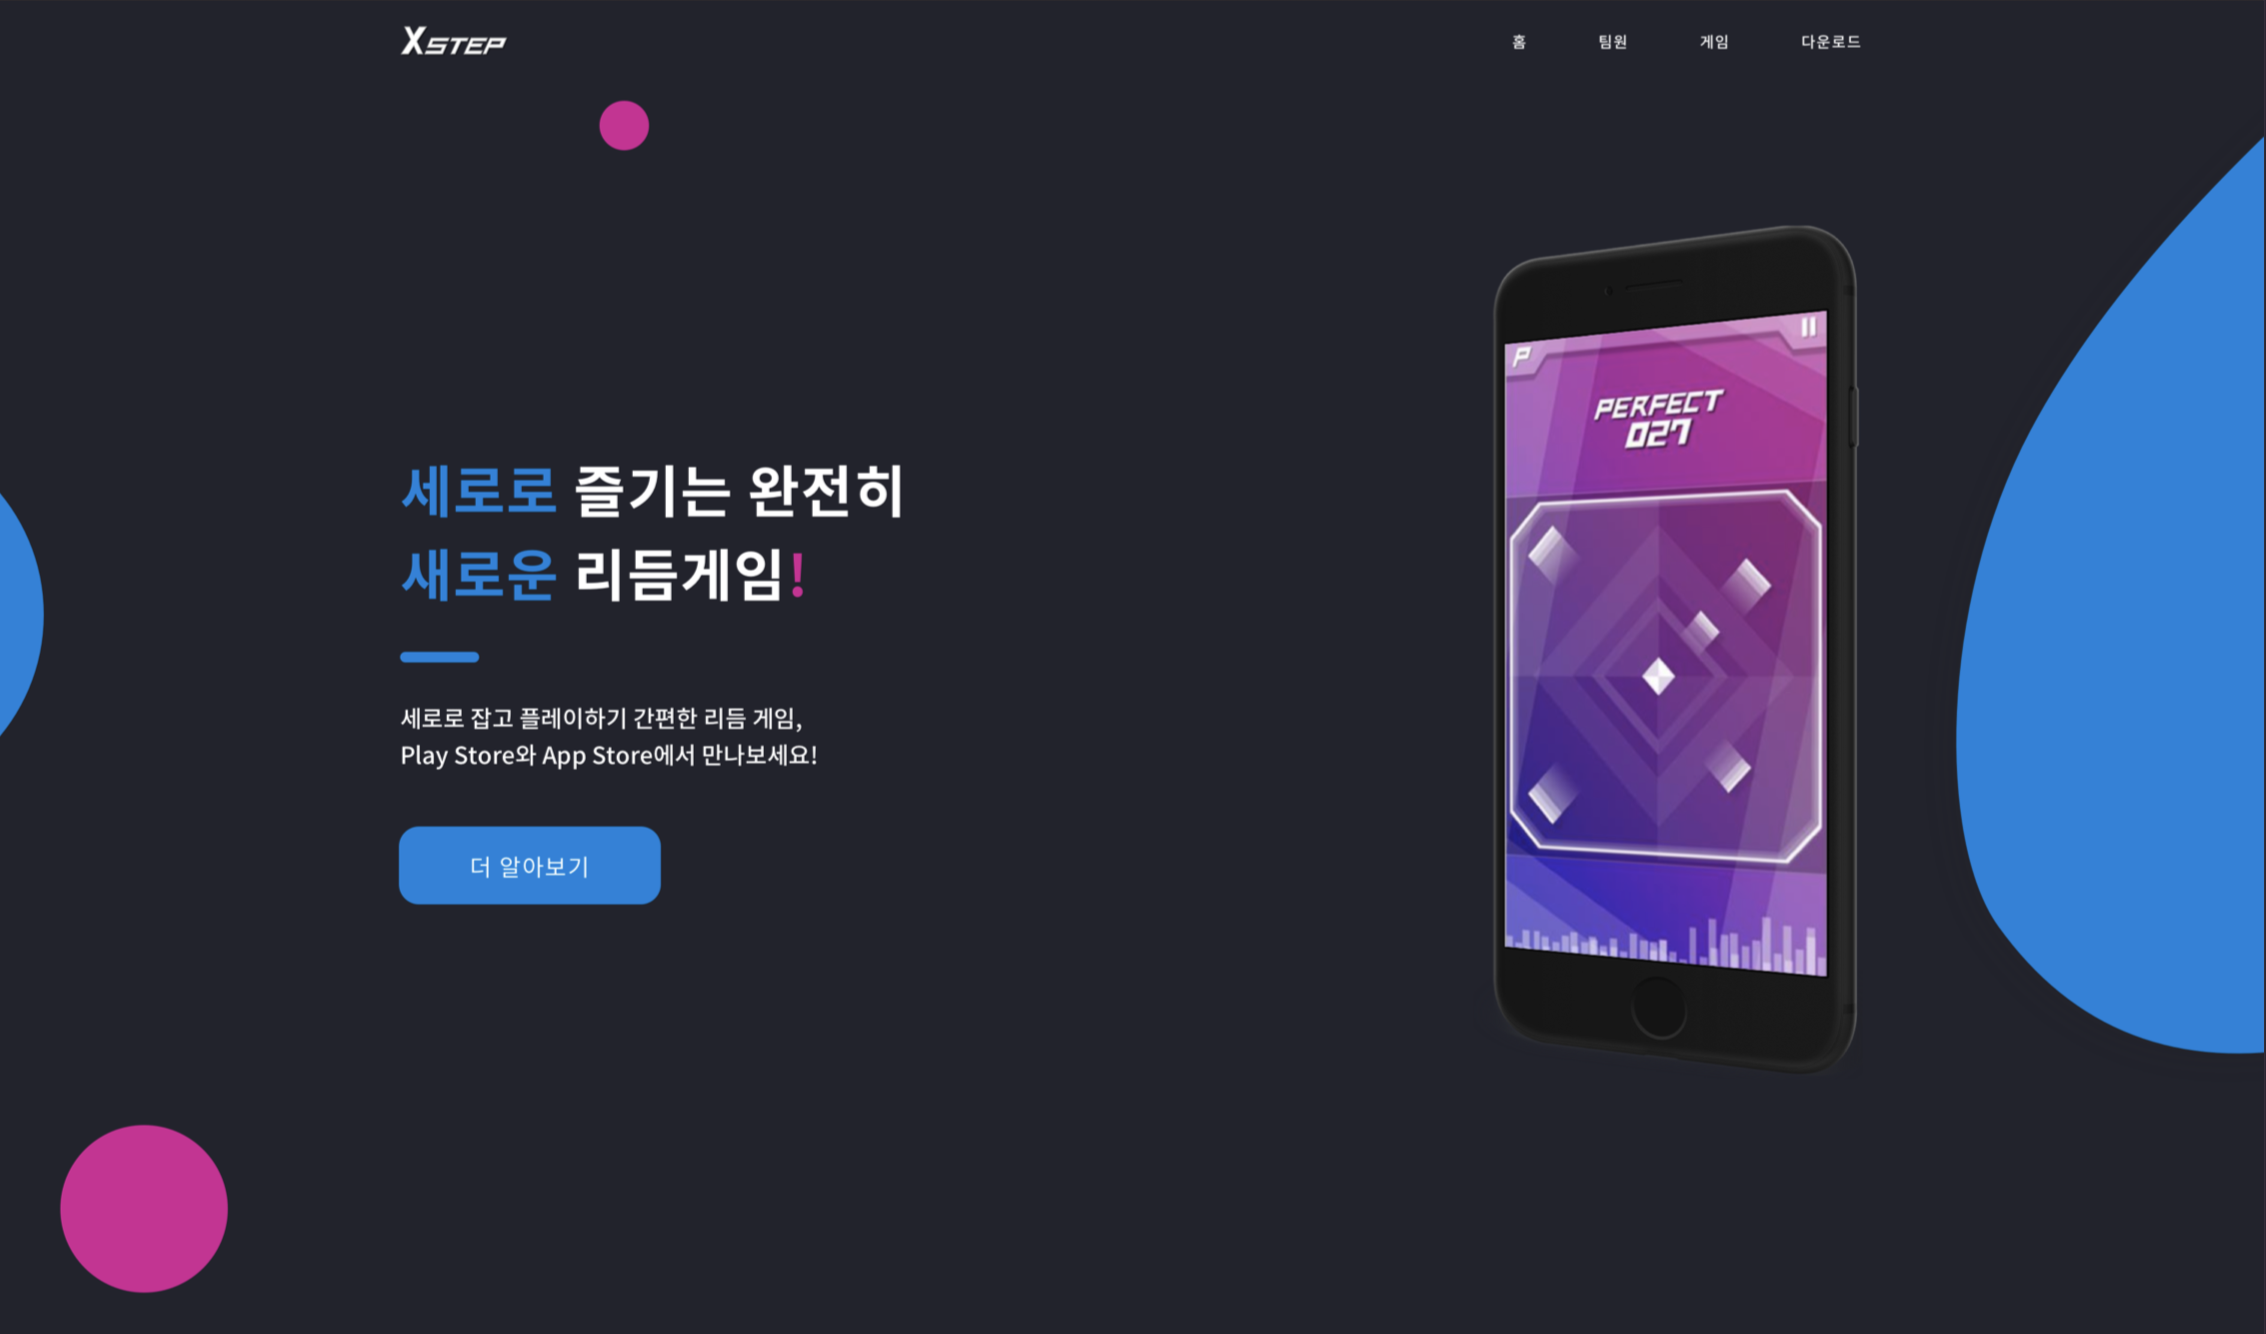 XSTEP
홈
팀원
게임
다운로드
세로로 즐기는 완전히
새로운 리듬게임!
세로로 잡고 플레이하기 간편한 리듬 게임,
Play Store와 App Store에서 만나보세요!
더 알아보기
P
PERFECT
027